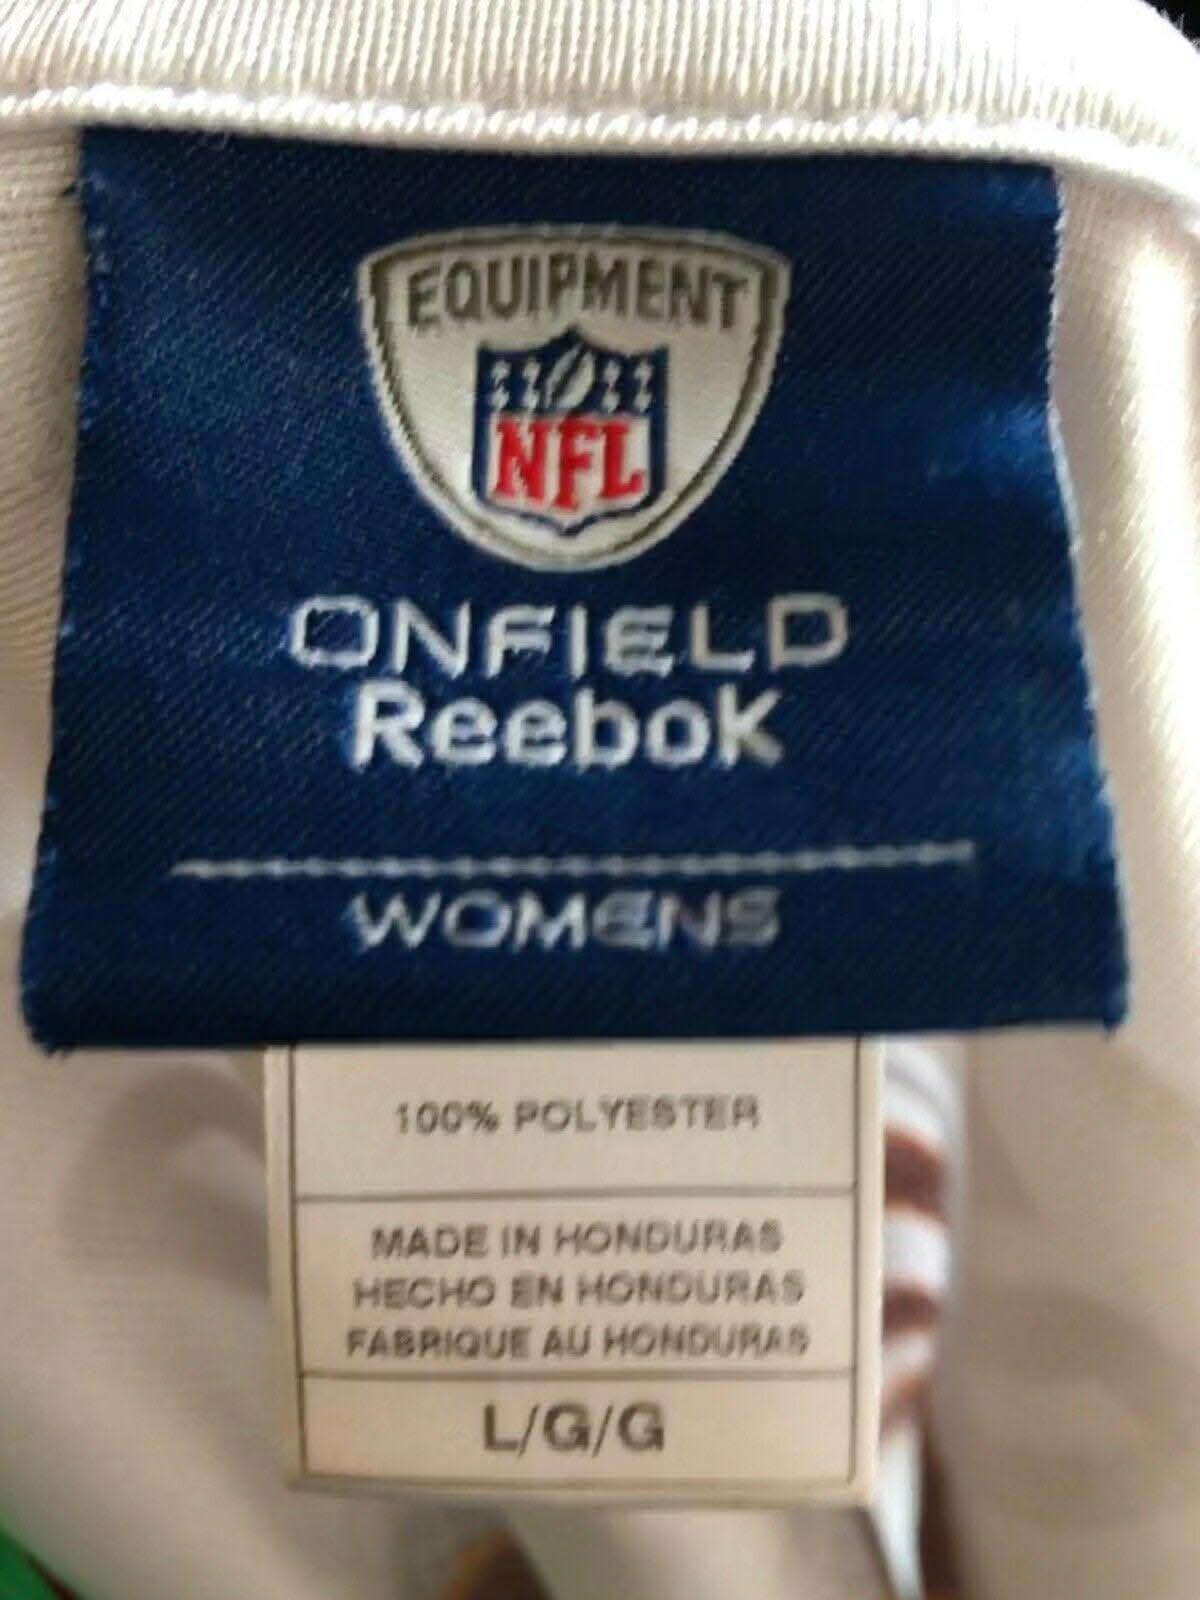 EQUIPMENT
NFL
ONFIELD
Reebok
WOMENS
100% POLYESTER
MADE IN HONDURAS
HECHO EN HONDURAS
FABRIQUE AU HONDURAS
L/G/G